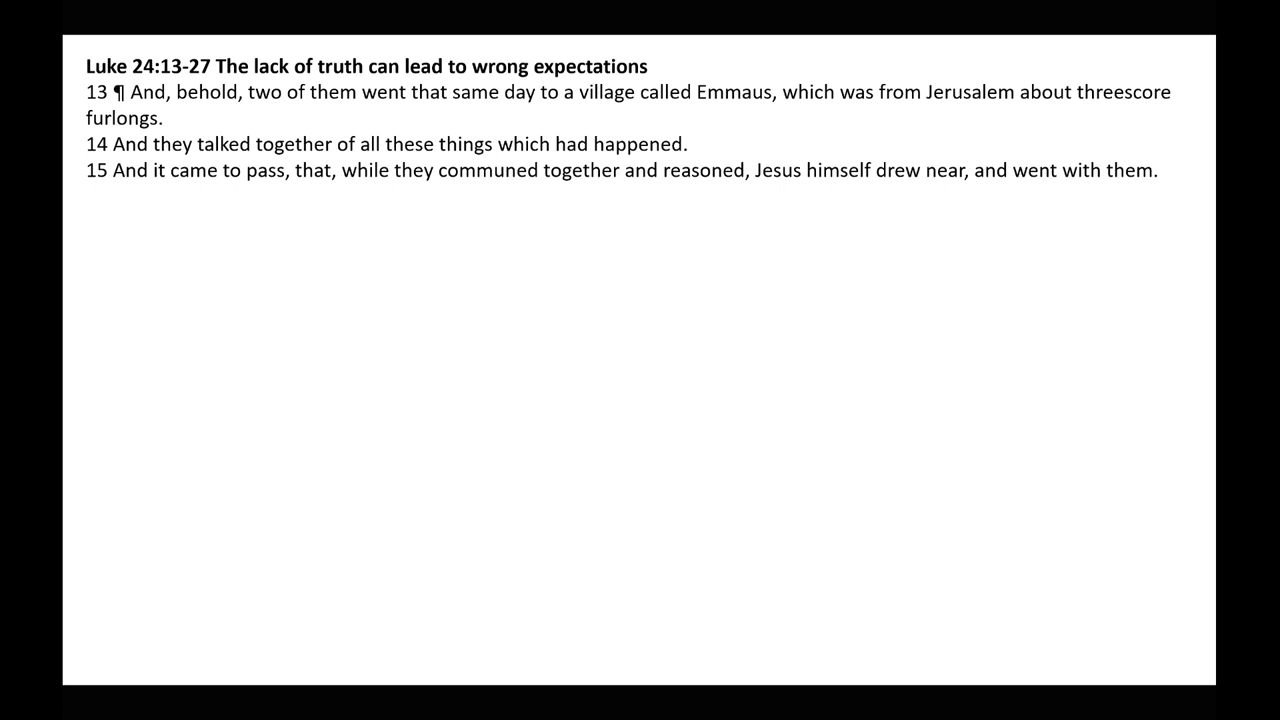 Luke 24:13-27 The lack of truth can lead to wrong expectations
13 ¶ And, behold, two of them went that same day to a village called Emmaus, which was from Jerusalem about threescore
furlongs.
14 And they talked together of all these things which had happened.
15 And it came to pass, that, while they communed together and reasoned, Jesus himself drew near, and went with them.